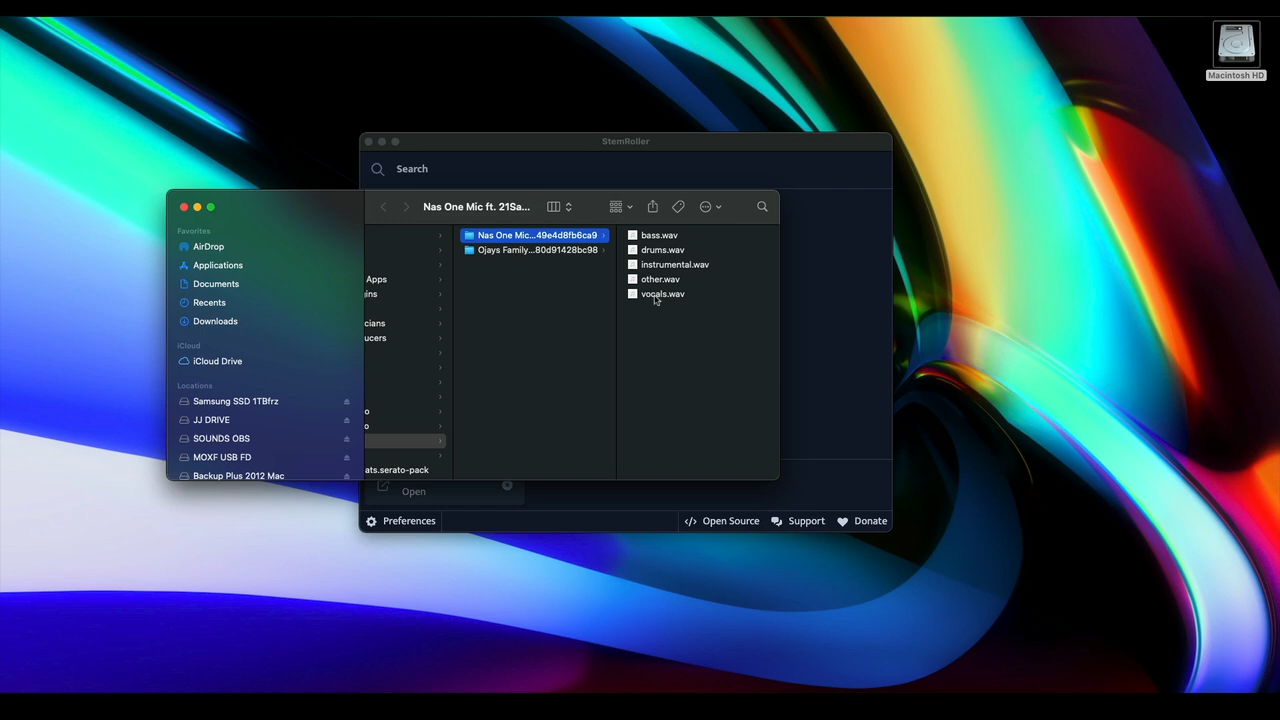 Macintosh HD
StemRoller
Search
Nas One Mic ft. 21Sa...
Favorites
AirDrop
Applications
Documents
Recents
Downloads
iCloud
iCloud Drive
Locations
Samsung SSD 1TBfrz
JJ DRIVE
SOUNDS OBS
MOXF USB FD
Backup Plus 2012 Mac
Apps
gins
cians
ucers
o
o
ats.serato-pack
Nas One Mic...49e4d8fb6ca9
Ojays Family...80d91428bc98
bass.wav
drums.wav
instrumental.wav
other.wav
vocals.wav
Open
Preferences
Open Source
Support
Donate